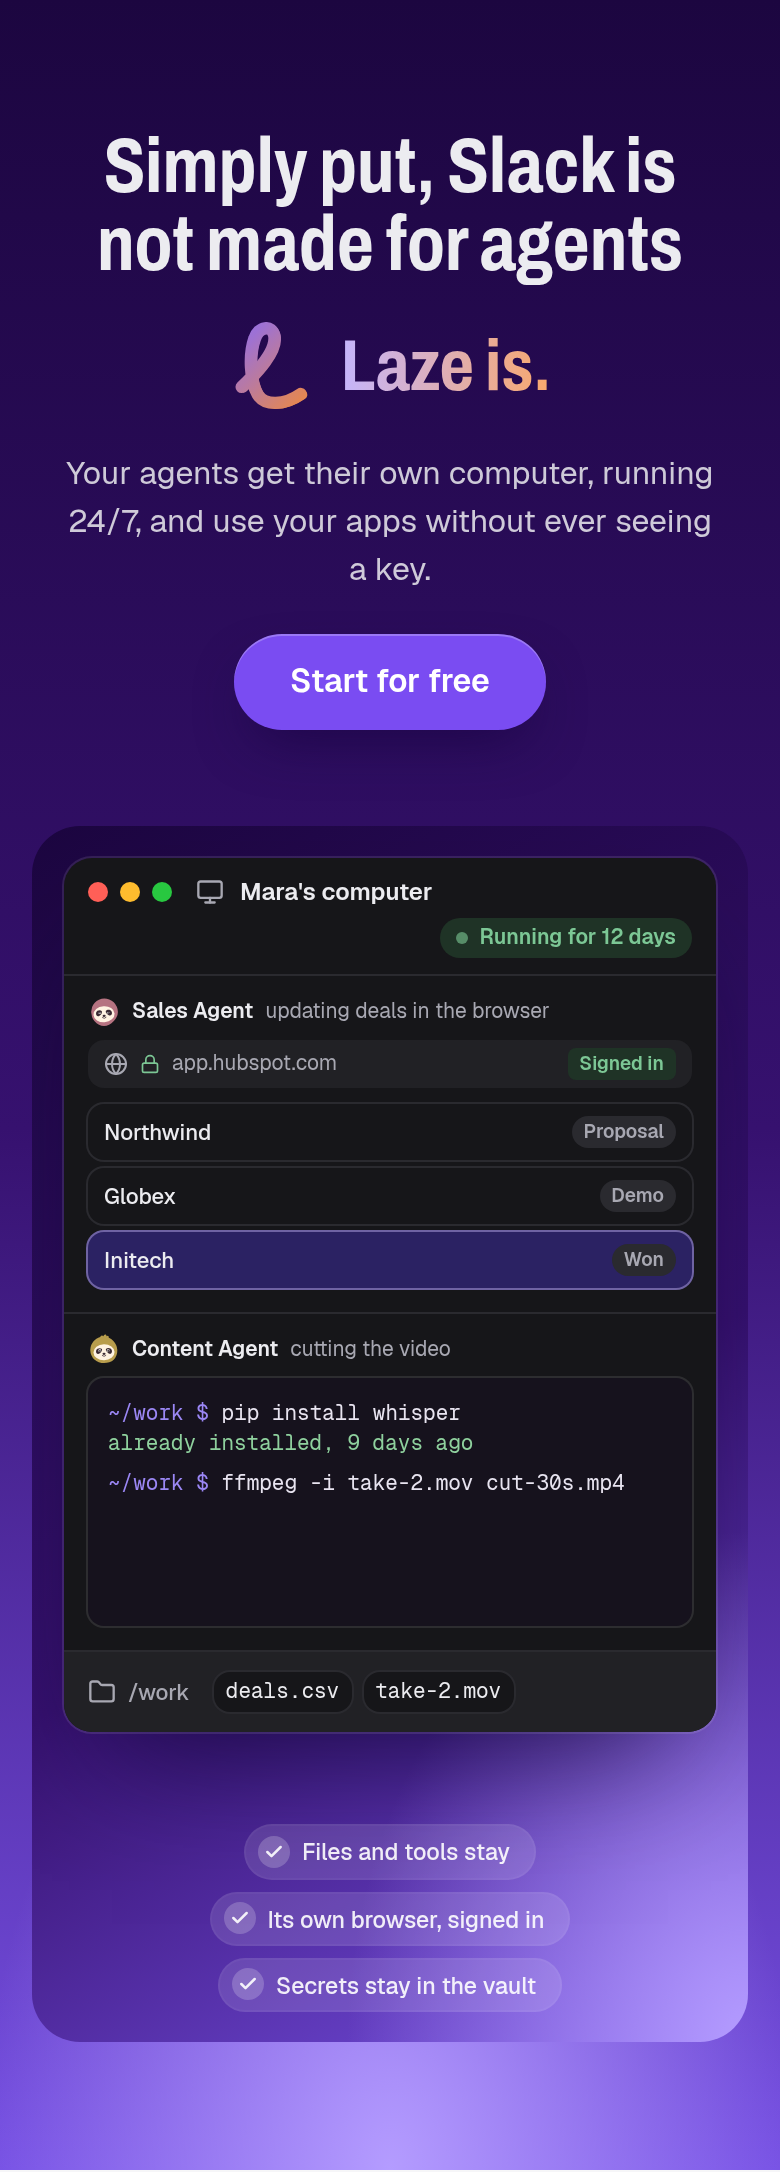 Simply put, Slack is
not made for agents
Laze is.
Your agents get their own computer, running
24/7, and use your apps without ever seeing
a key.
Start for free
Mara's computer
Running for 12 days
Sales Agent updating deals in the browser
app.hubspot.com Signed in
Northwind Proposal
Globex Demo
Initech Won
Content Agent cutting the video
~/work $ pip install whisper
already installed, 9 days ago
~/work $ ffmpeg -i take-2.mov cut-30s.mp4
/work deals.csv take-2.mov
Files and tools stay
Its own browser, signed in
Secrets stay in the vault